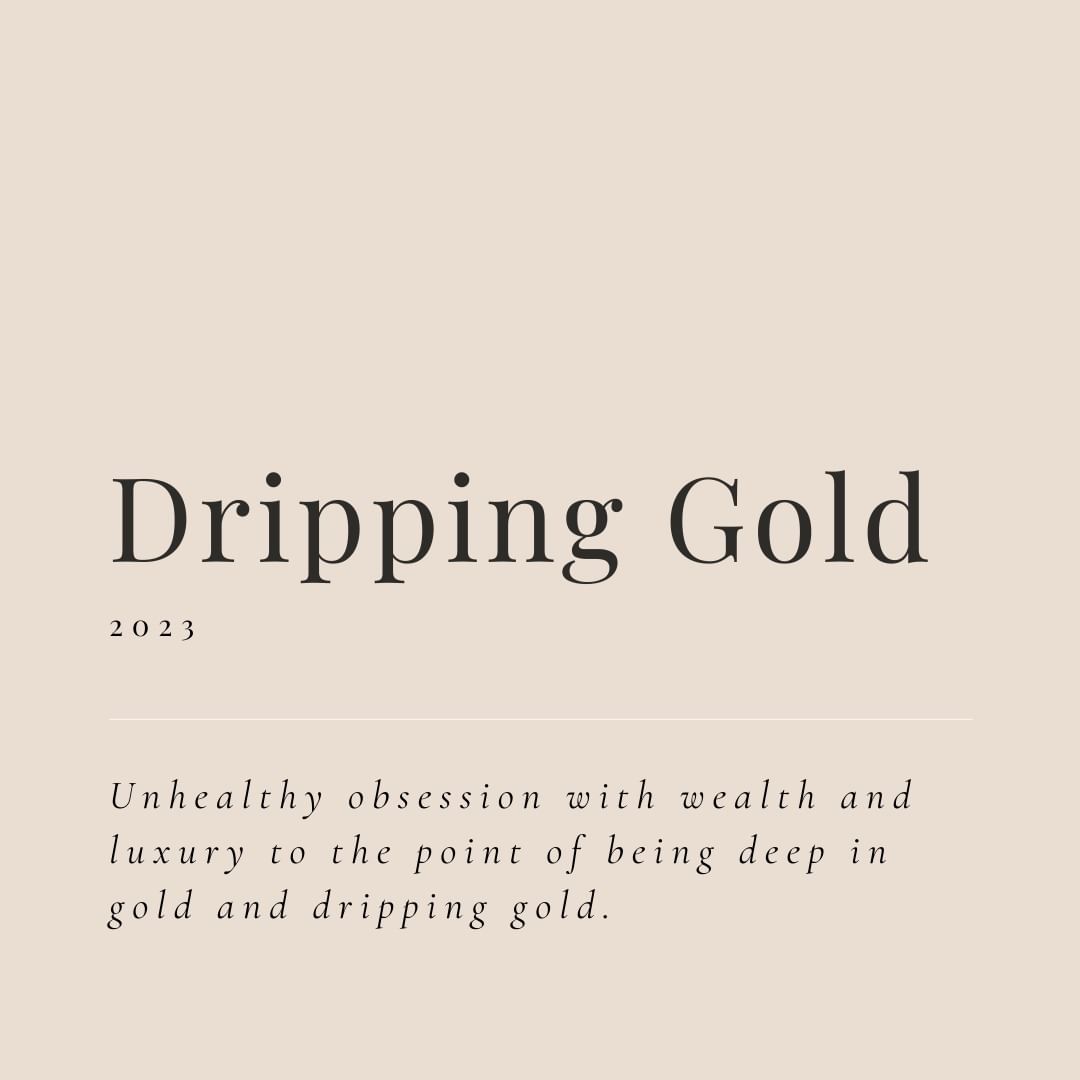 Dripping Gold
2023
Unhealthy obsession with wealth and
luxury to the point of being deep in
gold and dripping gold.